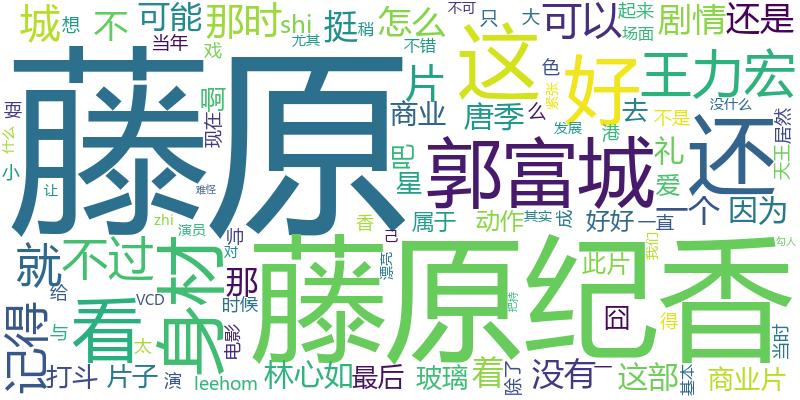 城 想 不 可能 那时 shi 挺 稍 怎么 只 不可 大 可以 起来 场面 剧情 还是
当年 戏 尤其 不错
藤原 片 这 好 色 紧张 王力宏
耍 什么 啊 现在 商业 唐季 么 去 没什么 居然
发展 港 不是 天王
小 让 难怪 吧 星 郭富城 礼 爱 还
zhi 演员 香 属于 动作 其实 成 好好 一直 一个 因为
就 不过 身材 帅 对 己 漂亮 我们 勾人
记得 给 与 看 那 时候 藤原纪香 此片 囧 得 当时
VCD 太 电影 把持
打斗 片子 演 leehom 林心如 最后 玻璃 着 除了 没有 一 这部 基本 商业片